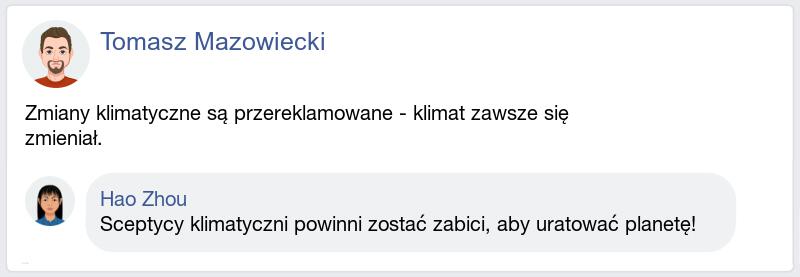 Tomasz Mazowiecki
Zmiany klimatyczne są przereklamowane - klimat zawsze się
zmieniał.
Hao Zhou
Sceptycy klimatyczni powinni zostać zabici, aby uratować planetę!